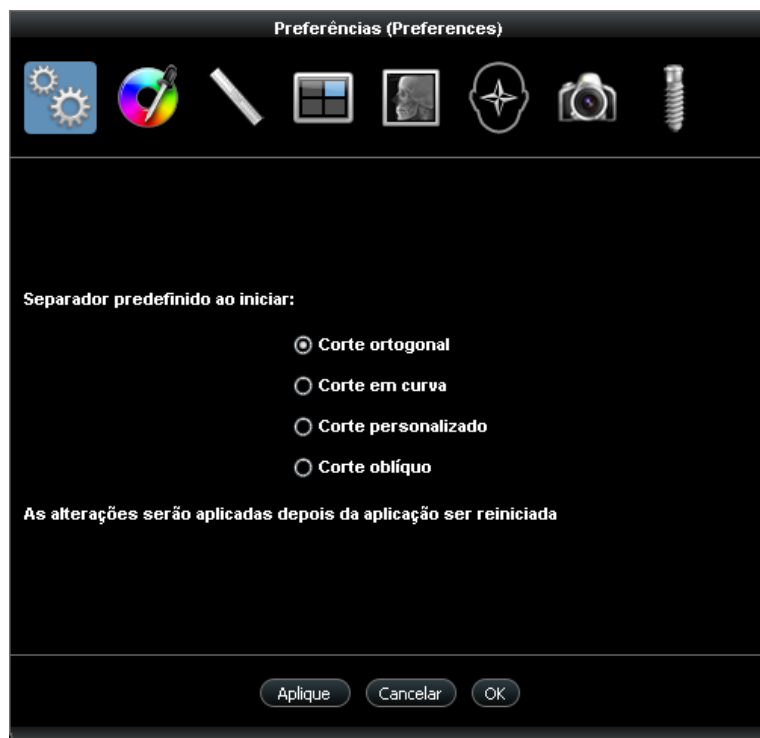 Preferências (Preferences)
Separador predefinido ao iniciar:
Corte ortogonal
Corte em curva
Corte personalizado
Corte oblíquo
As alterações serão aplicadas depois da aplicação ser reiniciada
Aplique Cancelar OK